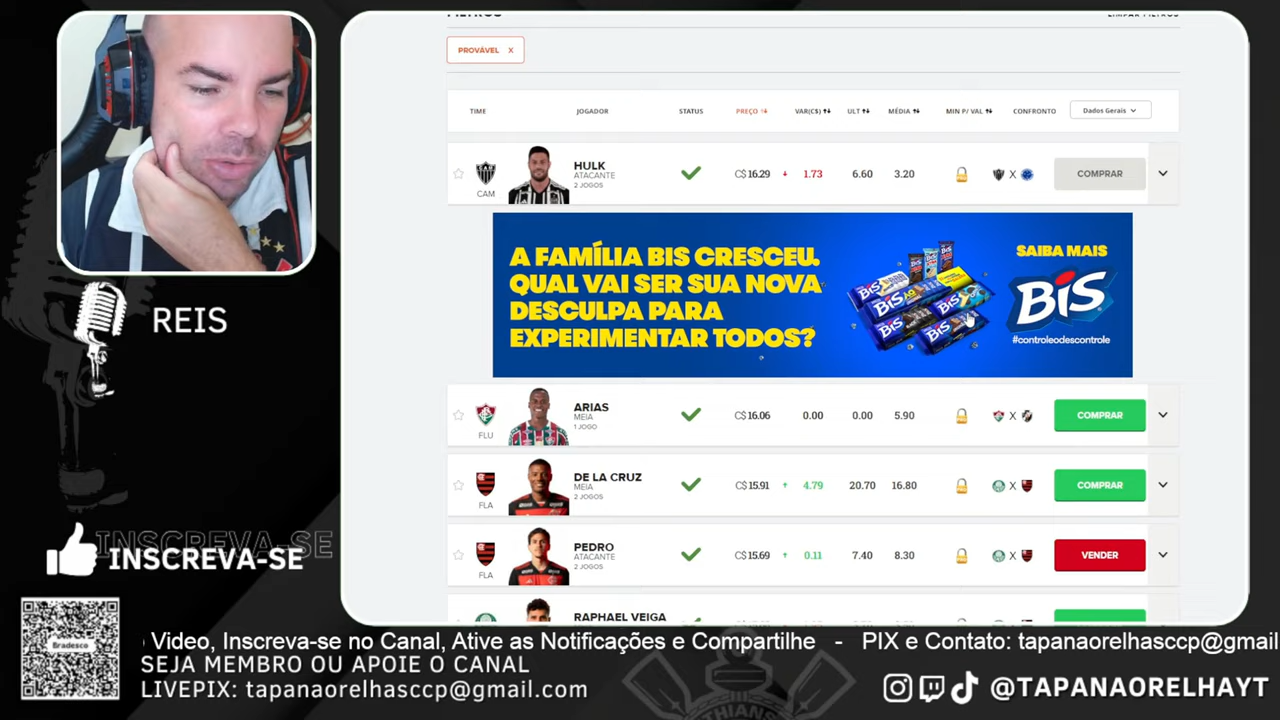 FILTROS
LIMPAR FILTROS
PROVÁVEL X
TIME JOGADOR STATUS PREÇO VAR(C$) ULT MÉDIA MIN P/ VAL CONFRONTO Dados Gerais
HULK
ATACANTE
2 JOGOS
CAM
C$ 16.29 1.73 6.60 3.20 X COMPRAR
A FAMÍLIA BIS CRESCEU.
QUAL VAI SER SUA NOVA
DESCULPA PARA
EXPERIMENTAR TODOS?
SAIBA MAIS
BIS
#controleodescontrole
ARIAS
MEIA
1 JOGO
FLU
C$ 16.06 0.00 0.00 5.90 X COMPRAR
DE LA CRUZ
MEIA
2 JOGOS
FLA
C$ 15.91 4.79 20.70 16.80 X COMPRAR
PEDRO
ATACANTE
2 JOGOS
FLA
C$ 15.69 0.11 7.40 8.30 X VENDER
RAPHAEL VEIGA
REIS
INSCREVA-SE
INSCREVA-SE
Bradesco
Video, Inscreva-se no Canal, Ative as Notificações e Compartilhe - PIX e Contato: tapanaorelhasccp@gmail
SEJA MEMBRO OU APOIE O CANAL
LIVEPIX: tapanaorelhasccp@gmail.com
@TAPANAORELHAYT